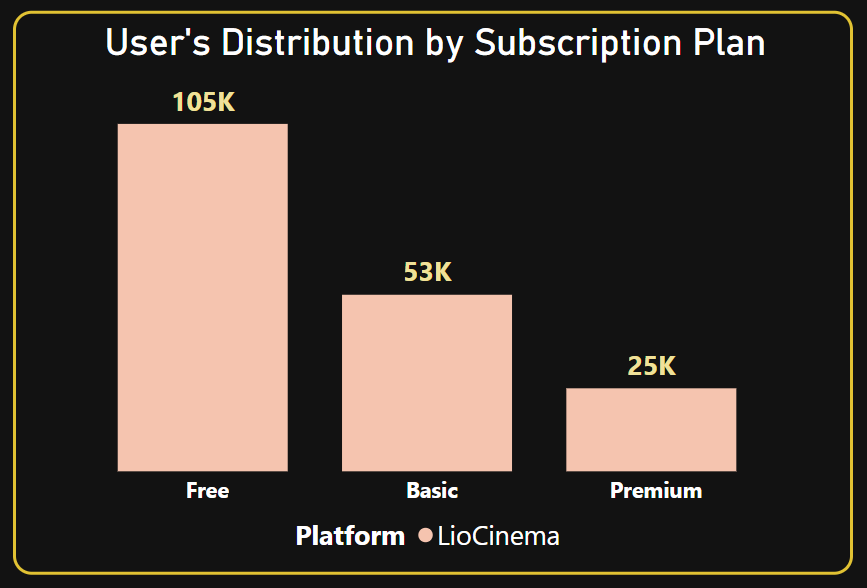 User's Distribution by Subscription Plan
105K
53K
25K
Free Basic Premium
Platform LioCinema